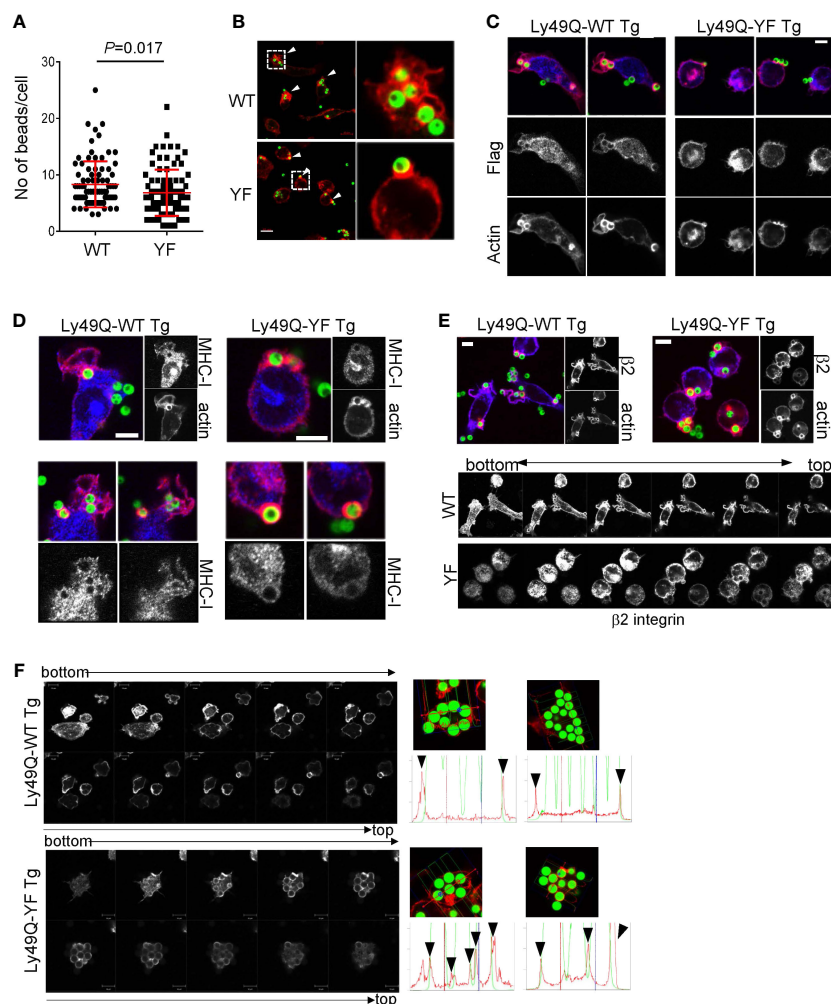 A
P=0.017
No of beads/cell
30
20
10
0
WT
YF
B
WT
YF
C
Ly49Q-WT Tg
Ly49Q-YF Tg
Flag
Actin
D
Ly49Q-WT Tg
Ly49Q-YF Tg
MHC-I
actin
MHC-I
actin
MHC-I
MHC-I
E
Ly49Q-WT Tg
Ly49Q-YF Tg
β2
actin
β2
actin
bottom
top
WT
YF
β2 integrin
F
bottom
Ly49Q-WT Tg
top
bottom
Ly49Q-YF Tg
top